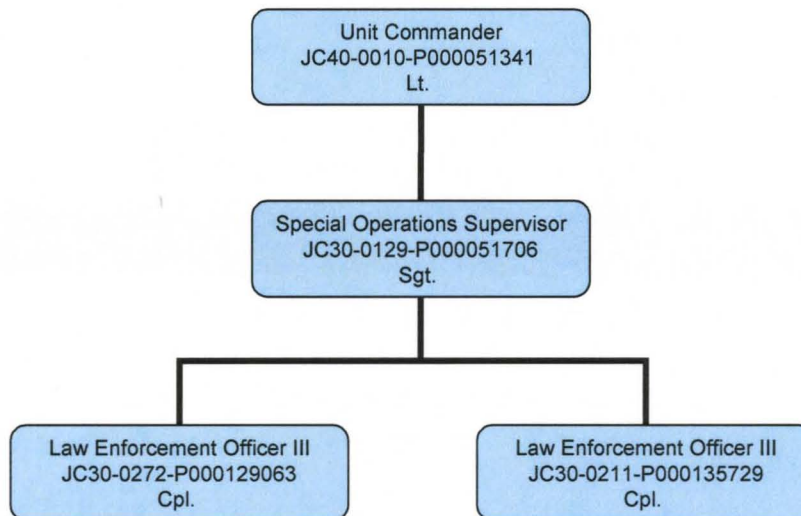 Unit Commander
JC40-0010-P000051341
Lt.
Special Operations Supervisor
JC30-0129-P000051706
Sgt.
Law Enforcement Officer III
JC30-0272-P000129063
Cpl.
Law Enforcement Officer III
JC30-0211-P000135729
Cpl.